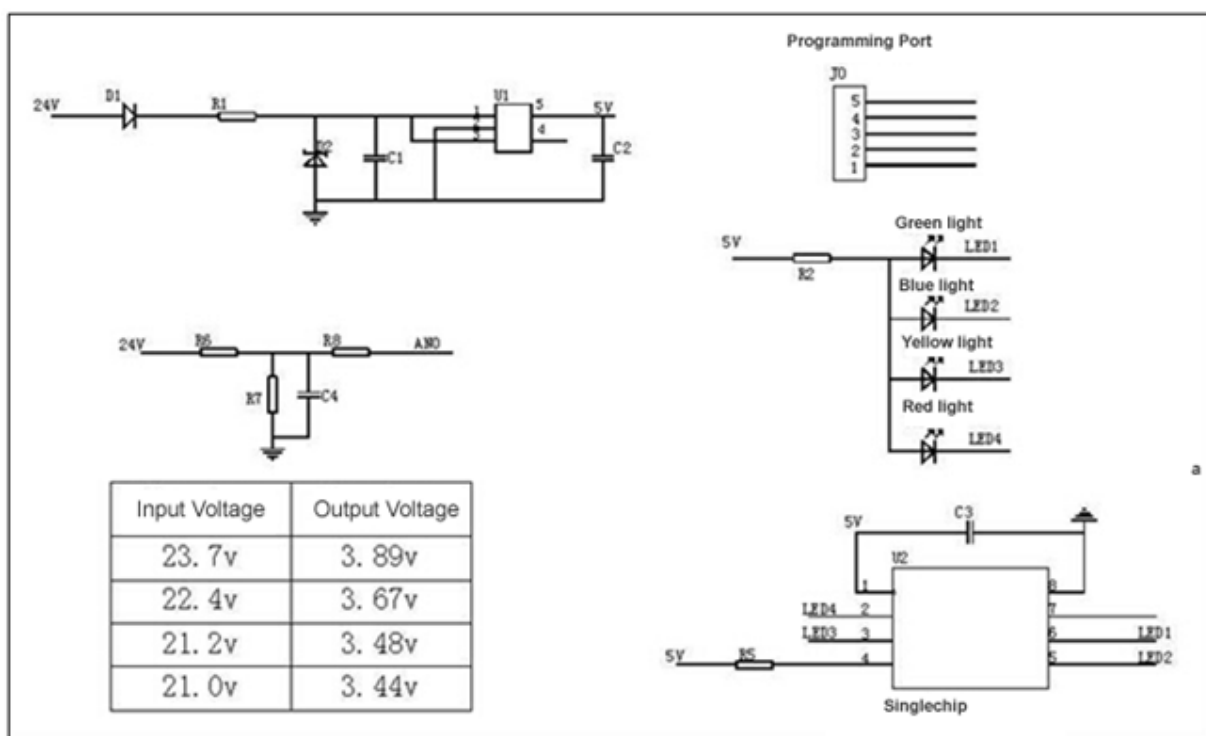 Programming Port
J0
5
4
3
2
1
24V
D1
R1
D2
C1
U1
1
3
5
4
5V
C2
Green light
5V
R2
LED1
Blue light
LED2
Yellow light
LED3
Red light
LED4
24V
R6
R8
AN0
R7
C4
a
Input Voltage Output Voltage
23.7v 3.89v
22.4v 3.67v
21.2v 3.48v
21.0v 3.44v
5V
C3
U2
1
8
LED4 2
7
LED3 3
6 LED1
5V R5 4
5 LED2
Singlechip